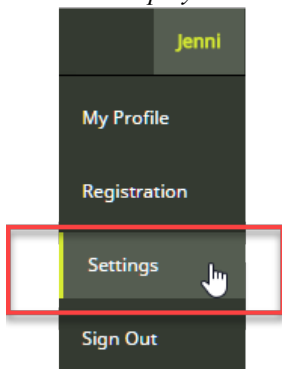 Jenni
My Profile
Registration
Settings
Sign Out